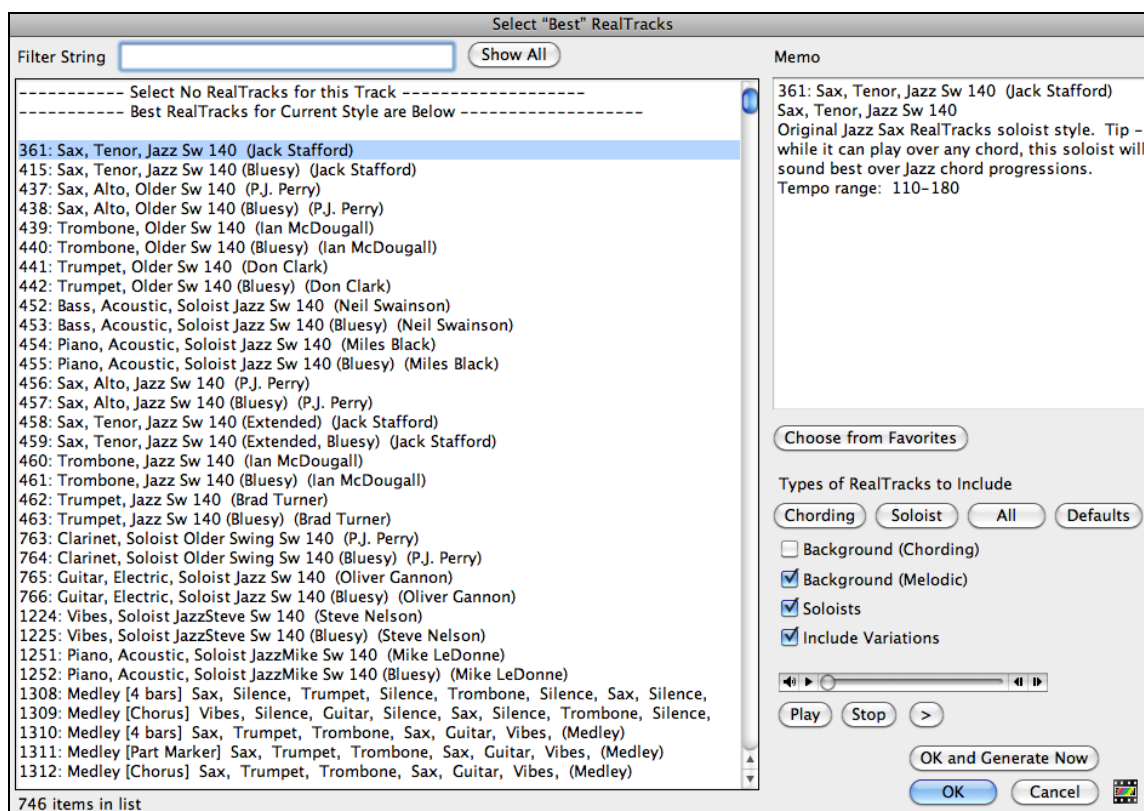 Select "Best" RealTracks
Filter String
Show All
----------- Select No RealTracks for this Track -------------------
----------- Best RealTracks for Current Style are Below -------------------
361: Sax, Tenor, Jazz Sw 140 (Jack Stafford)
415: Sax, Tenor, Jazz Sw 140 (Bluesy) (Jack Stafford)
437: Sax, Alto, Older Sw 140 (P.J. Perry)
438: Sax, Alto, Older Sw 140 (Bluesy) (P.J. Perry)
439: Trombone, Older Sw 140 (Ian McDougall)
440: Trombone, Older Sw 140 (Bluesy) (Ian McDougall)
441: Trumpet, Older Sw 140 (Don Clark)
442: Trumpet, Older Sw 140 (Bluesy) (Don Clark)
452: Bass, Acoustic, Soloist Jazz Sw 140 (Neil Swainson)
453: Bass, Acoustic, Soloist Jazz Sw 140 (Bluesy) (Neil Swainson)
454: Piano, Acoustic, Soloist Jazz Sw 140 (Miles Black)
455: Piano, Acoustic, Soloist Jazz Sw 140 (Bluesy) (Miles Black)
456: Sax, Alto, Jazz Sw 140 (P.J. Perry)
457: Sax, Alto, Jazz Sw 140 (Bluesy) (P.J. Perry)
458: Sax, Tenor, Jazz Sw 140 (Extended) (Jack Stafford)
459: Sax, Tenor, Jazz Sw 140 (Extended, Bluesy) (Jack Stafford)
460: Trombone, Jazz Sw 140 (Ian McDougall)
461: Trombone, Jazz Sw 140 (Bluesy) (Ian McDougall)
462: Trumpet, Jazz Sw 140 (Brad Turner)
463: Trumpet, Jazz Sw 140 (Bluesy) (Brad Turner)
763: Clarinet, Soloist Older Swing Sw 140 (P.J. Perry)
764: Clarinet, Soloist Older Swing Sw 140 (Bluesy) (P.J. Perry)
765: Guitar, Electric, Soloist Jazz Sw 140 (Oliver Gannon)
766: Guitar, Electric, Soloist Jazz Sw 140 (Bluesy) (Oliver Gannon)
1224: Vibes, Soloist JazzSteve Sw 140 (Steve Nelson)
1225: Vibes, Soloist JazzSteve Sw 140 (Bluesy) (Steve Nelson)
1251: Piano, Acoustic, Soloist JazzMike Sw 140 (Mike LeDonne)
1252: Piano, Acoustic, Soloist JazzMike Sw 140 (Bluesy) (Mike LeDonne)
1308: Medley [4 bars] Sax, Silence, Trumpet, Silence, Trombone, Silence, Sax, Silence,
1309: Medley [Chorus] Vibes, Silence, Guitar, Silence, Sax, Silence, Trombone, Silence,
1310: Medley [4 bars] Sax, Trumpet, Trombone, Sax, Guitar, Vibes, (Medley)
1311: Medley [Part Marker] Sax, Trumpet, Trombone, Sax, Guitar, Vibes, (Medley)
1312: Medley [Chorus] Sax, Trumpet, Trombone, Sax, Guitar, Vibes, (Medley)
746 items in list
Memo
361: Sax, Tenor, Jazz Sw 140 (Jack Stafford)
Sax, Tenor, Jazz Sw 140
Original Jazz Sax RealTracks soloist style. Tip -
while it can play over any chord, this soloist will
sound best over Jazz chord progressions.
Tempo range: 110-180
Choose from Favorites
Types of RealTracks to Include
Chording Soloist All Defaults
Background (Chording)
Background (Melodic)
Soloists
Include Variations
Play Stop >
OK and Generate Now
OK Cancel